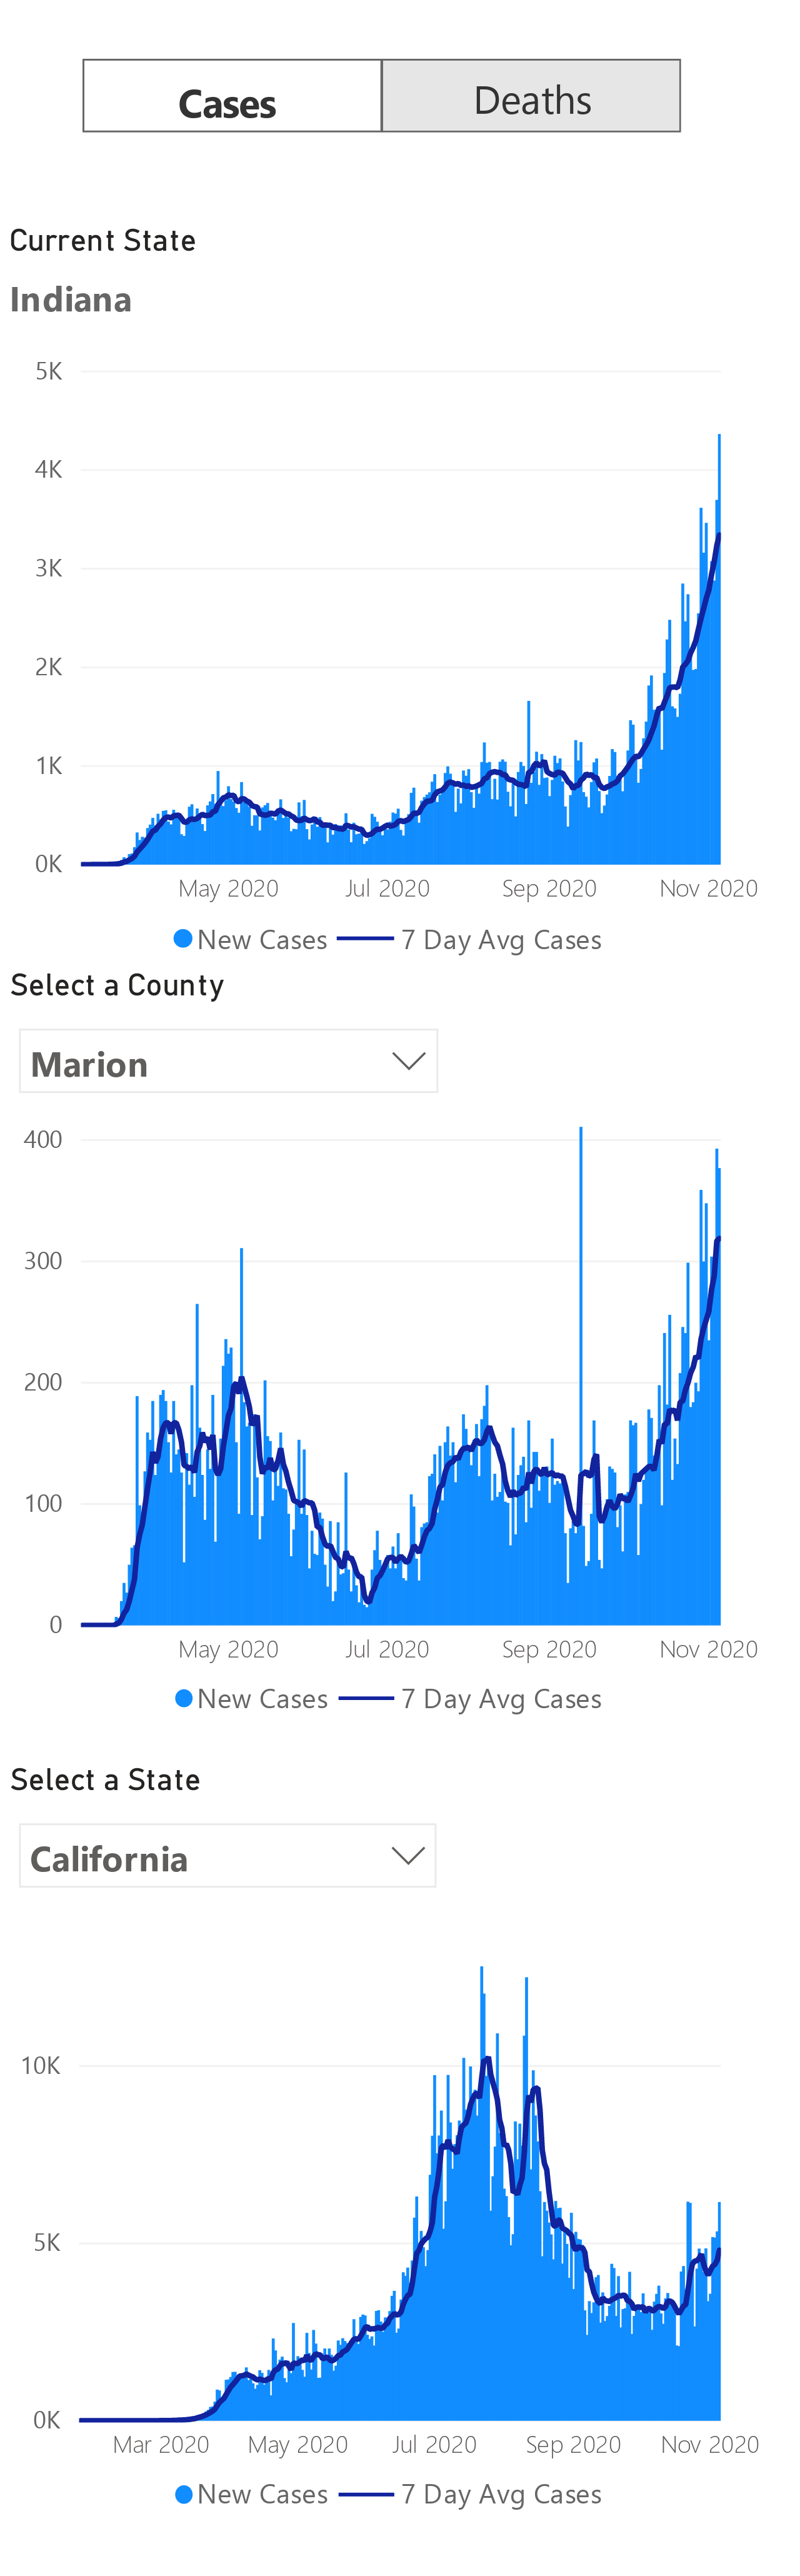 Cases Deaths
Current State
Indiana
5K
4K
3K
2K
1K
0K
May 2020 Jul 2020 Sep 2020 Nov 2020
New Cases 7 Day Avg Cases
Select a County
Marion
400
300
200
100
0
May 2020 Jul 2020 Sep 2020 Nov 2020
New Cases 7 Day Avg Cases
Select a State
California
10K
5K
0K
Mar 2020 May 2020 Jul 2020 Sep 2020 Nov 2020
New Cases 7 Day Avg Cases